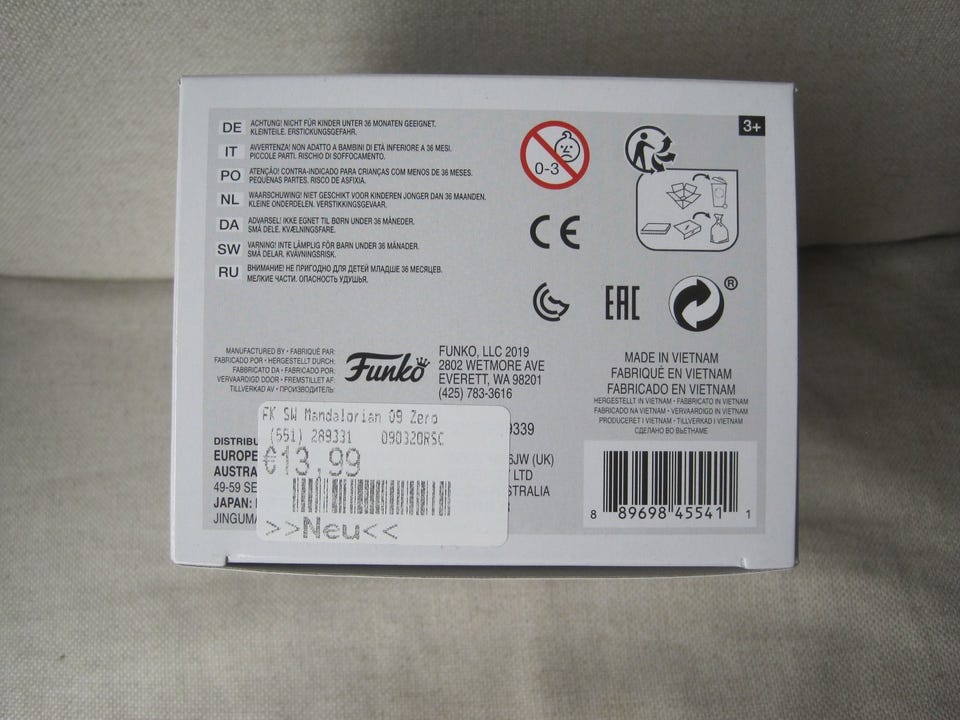 DE ACHTUNG! NICHT FÜR KINDER UNTER 36 MONATEN GEEIGNET.
KLEINTEILE. ERSTICKUNGSGEFAHR.
IT AVVERTENZA! NON ADATTO A BAMBINI DI ETÀ INFERIORE A 36 MESI.
PICCOLE PARTI. RISCHIO DI SOFFOCAMENTO.
PO ATENÇÃO! CONTRA-INDICADO PARA CRIANÇAS COM MENOS DE 36 MESES.
PEQUENAS PARTES. RISCO DE ASFIXIA.
NL WAARSCHUWING! NIET GESCHIKT VOOR KINDEREN JONGER DAN 36 MAANDEN.
KLEINE ONDERDELEN. VERSTIKKINGSGEVAAR.
DA ADVARSEL! IKKE EGNET TIL BØRN UNDER 36 MÅNEDER.
SMÅ DELE. KVÆLNINGSFARE.
SW VARNING! INTE LÄMPLIG FÖR BARN UNDER 36 MÅNADER.
SMÅ DELAR. KVÄVNINGSRISK.
RU ВНИМАНИЕ! НЕ ПРИГОДНО ДЛЯ ДЕТЕЙ МЛАДШЕ 36 МЕСЯЦЕВ.
МЕЛКИЕ ЧАСТИ. ОПАСНОСТЬ УДУШЬЯ.
0-3
3+
CE
EAC
®
MANUFACTURED BY • FABRIQUÉ PAR:
FABRICADO POR • HERGESTELLT DURCH:
FABBRICATO DA • FABRICADO POR:
VERVAARDIGD DOOR • FREMSTILLET AF:
TILLVERKAD AV • ПРОИЗВОДИТЕЛЬ:
Funko
FUNKO, LLC 2019
2802 WETMORE AVE
EVERETT, WA 98201
(425) 783-3616
MADE IN VIETNAM
FABRIQUÉ EN VIETNAM
FABRICADO EN VIETNAM
HERGESTELLT IN VIETNAM • FABBRICATO IN VIETNAM
FABRICADO NA VIETNAM • VERVAARDIGD IN VIETNAM
PRODUCERET I VIETNAM • TILLVERKAD I VIETNAM
СДЕЛАНО ВО ВЬЕТНАМЕ
8 89698 45541 1
FK SW Mandalorian 09 Zero
(551) 289331 090320RSC
€13,99
>>Neu<<
DISTRIBU
EUROPE
AUSTRA
49-59 SE
JAPAN:
JINGUMA
9339
6JW (UK)
Y LTD
STRALIA